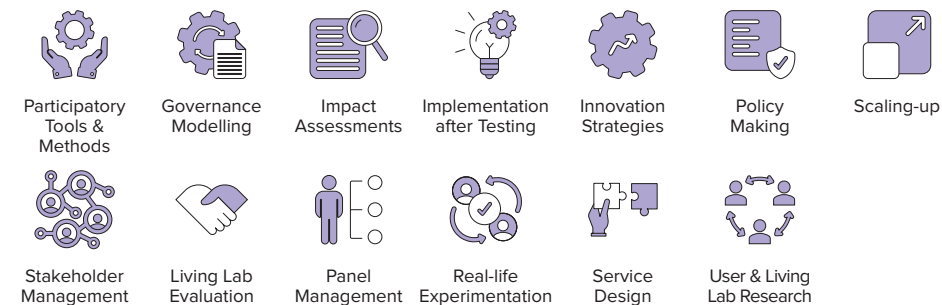 Participatory
Tools &
Methods
Governance
Modelling
Impact
Assessments
Implementation
after Testing
Innovation
Strategies
Policy
Making
Scaling-up
Stakeholder
Management
Living Lab
Evaluation
Panel
Management
Real-life
Experimentation
Service
Design
User & Living
Lab Research